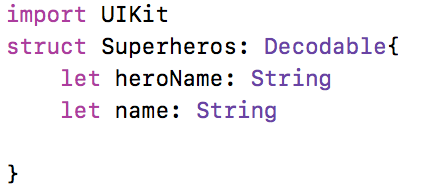 import UIKit
struct Superheros: Decodable{
    let heroName: String
    let name: String
}